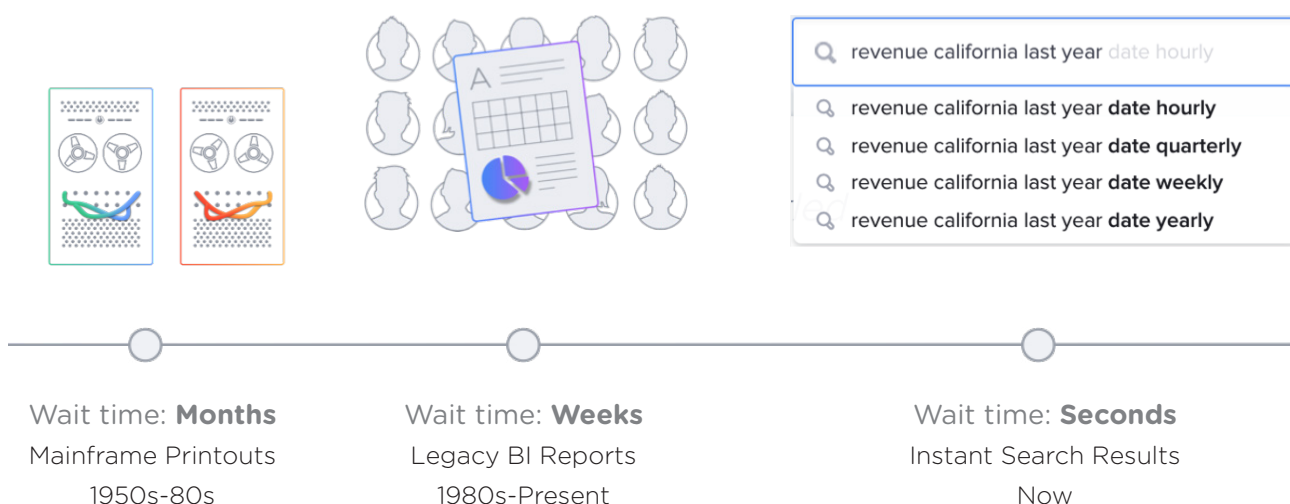 A
revenue california last year date hourly
revenue california last year date hourly
revenue california last year date quarterly
revenue california last year date weekly
revenue california last year date yearly
Wait time: Months
Mainframe Printouts
1950s-80s
Wait time: Weeks
Legacy BI Reports
1980s-Present
Wait time: Seconds
Instant Search Results
Now